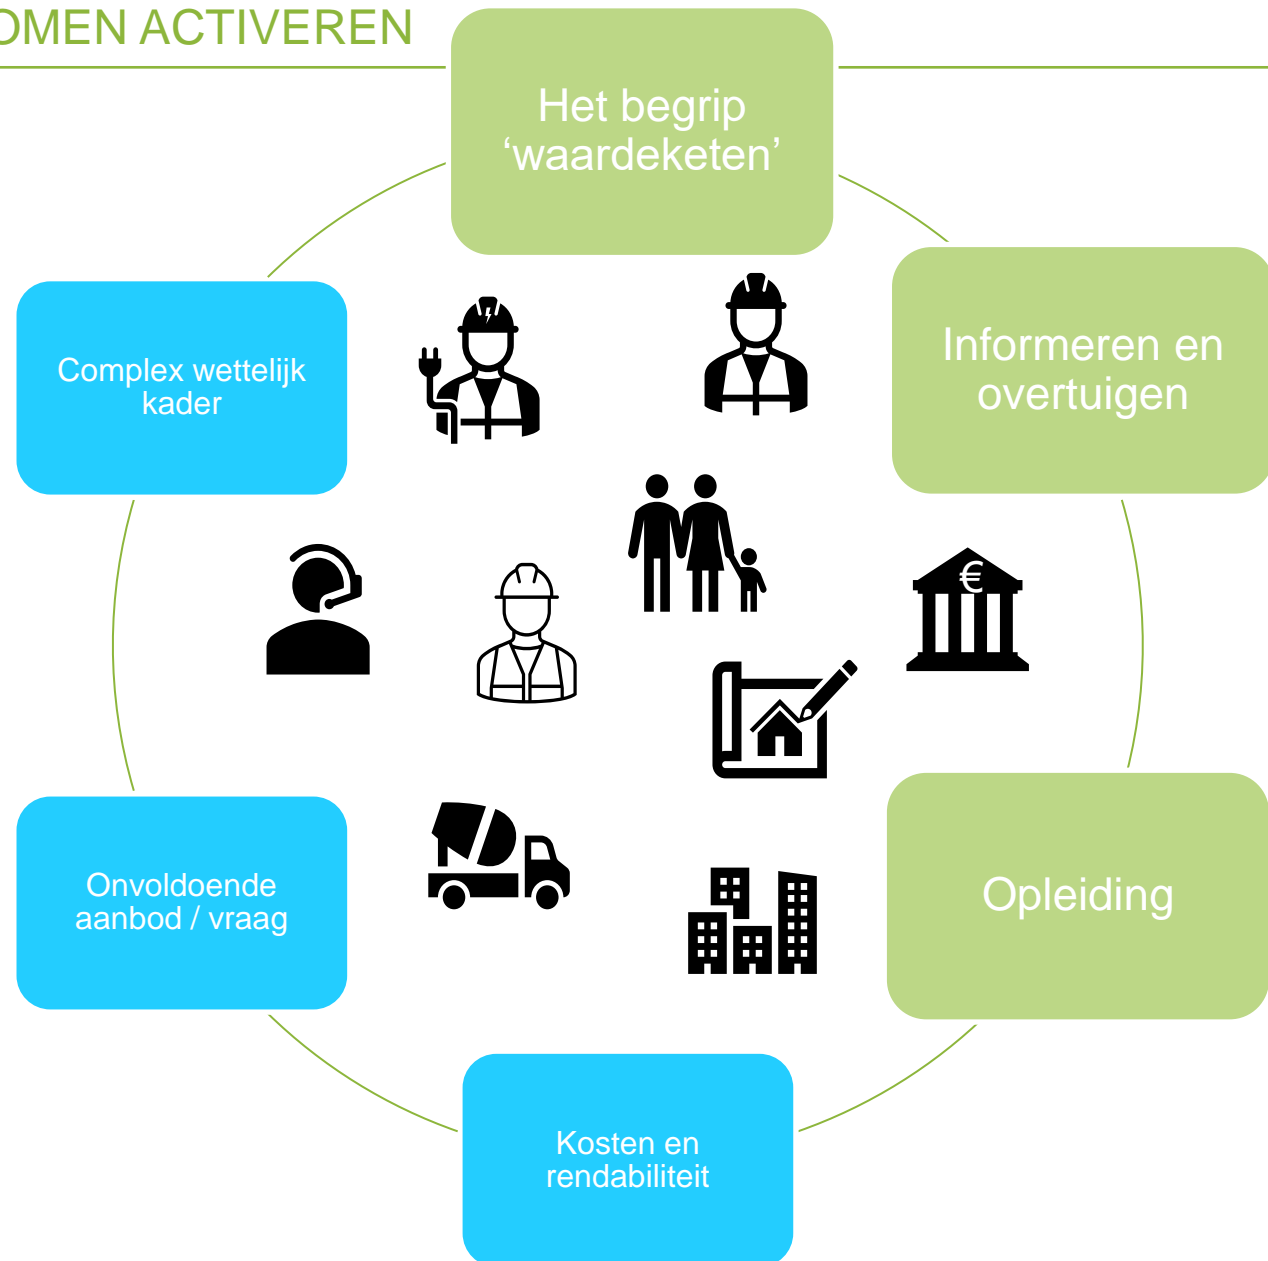 OMEN ACTIVEREN
Het begrip
‘waardeketen’
Informeren en
overtuigen
Complex wettelijk
kader
€
Opleiding
Onvoldoende
aanbod / vraag
Kosten en
rendabiliteit